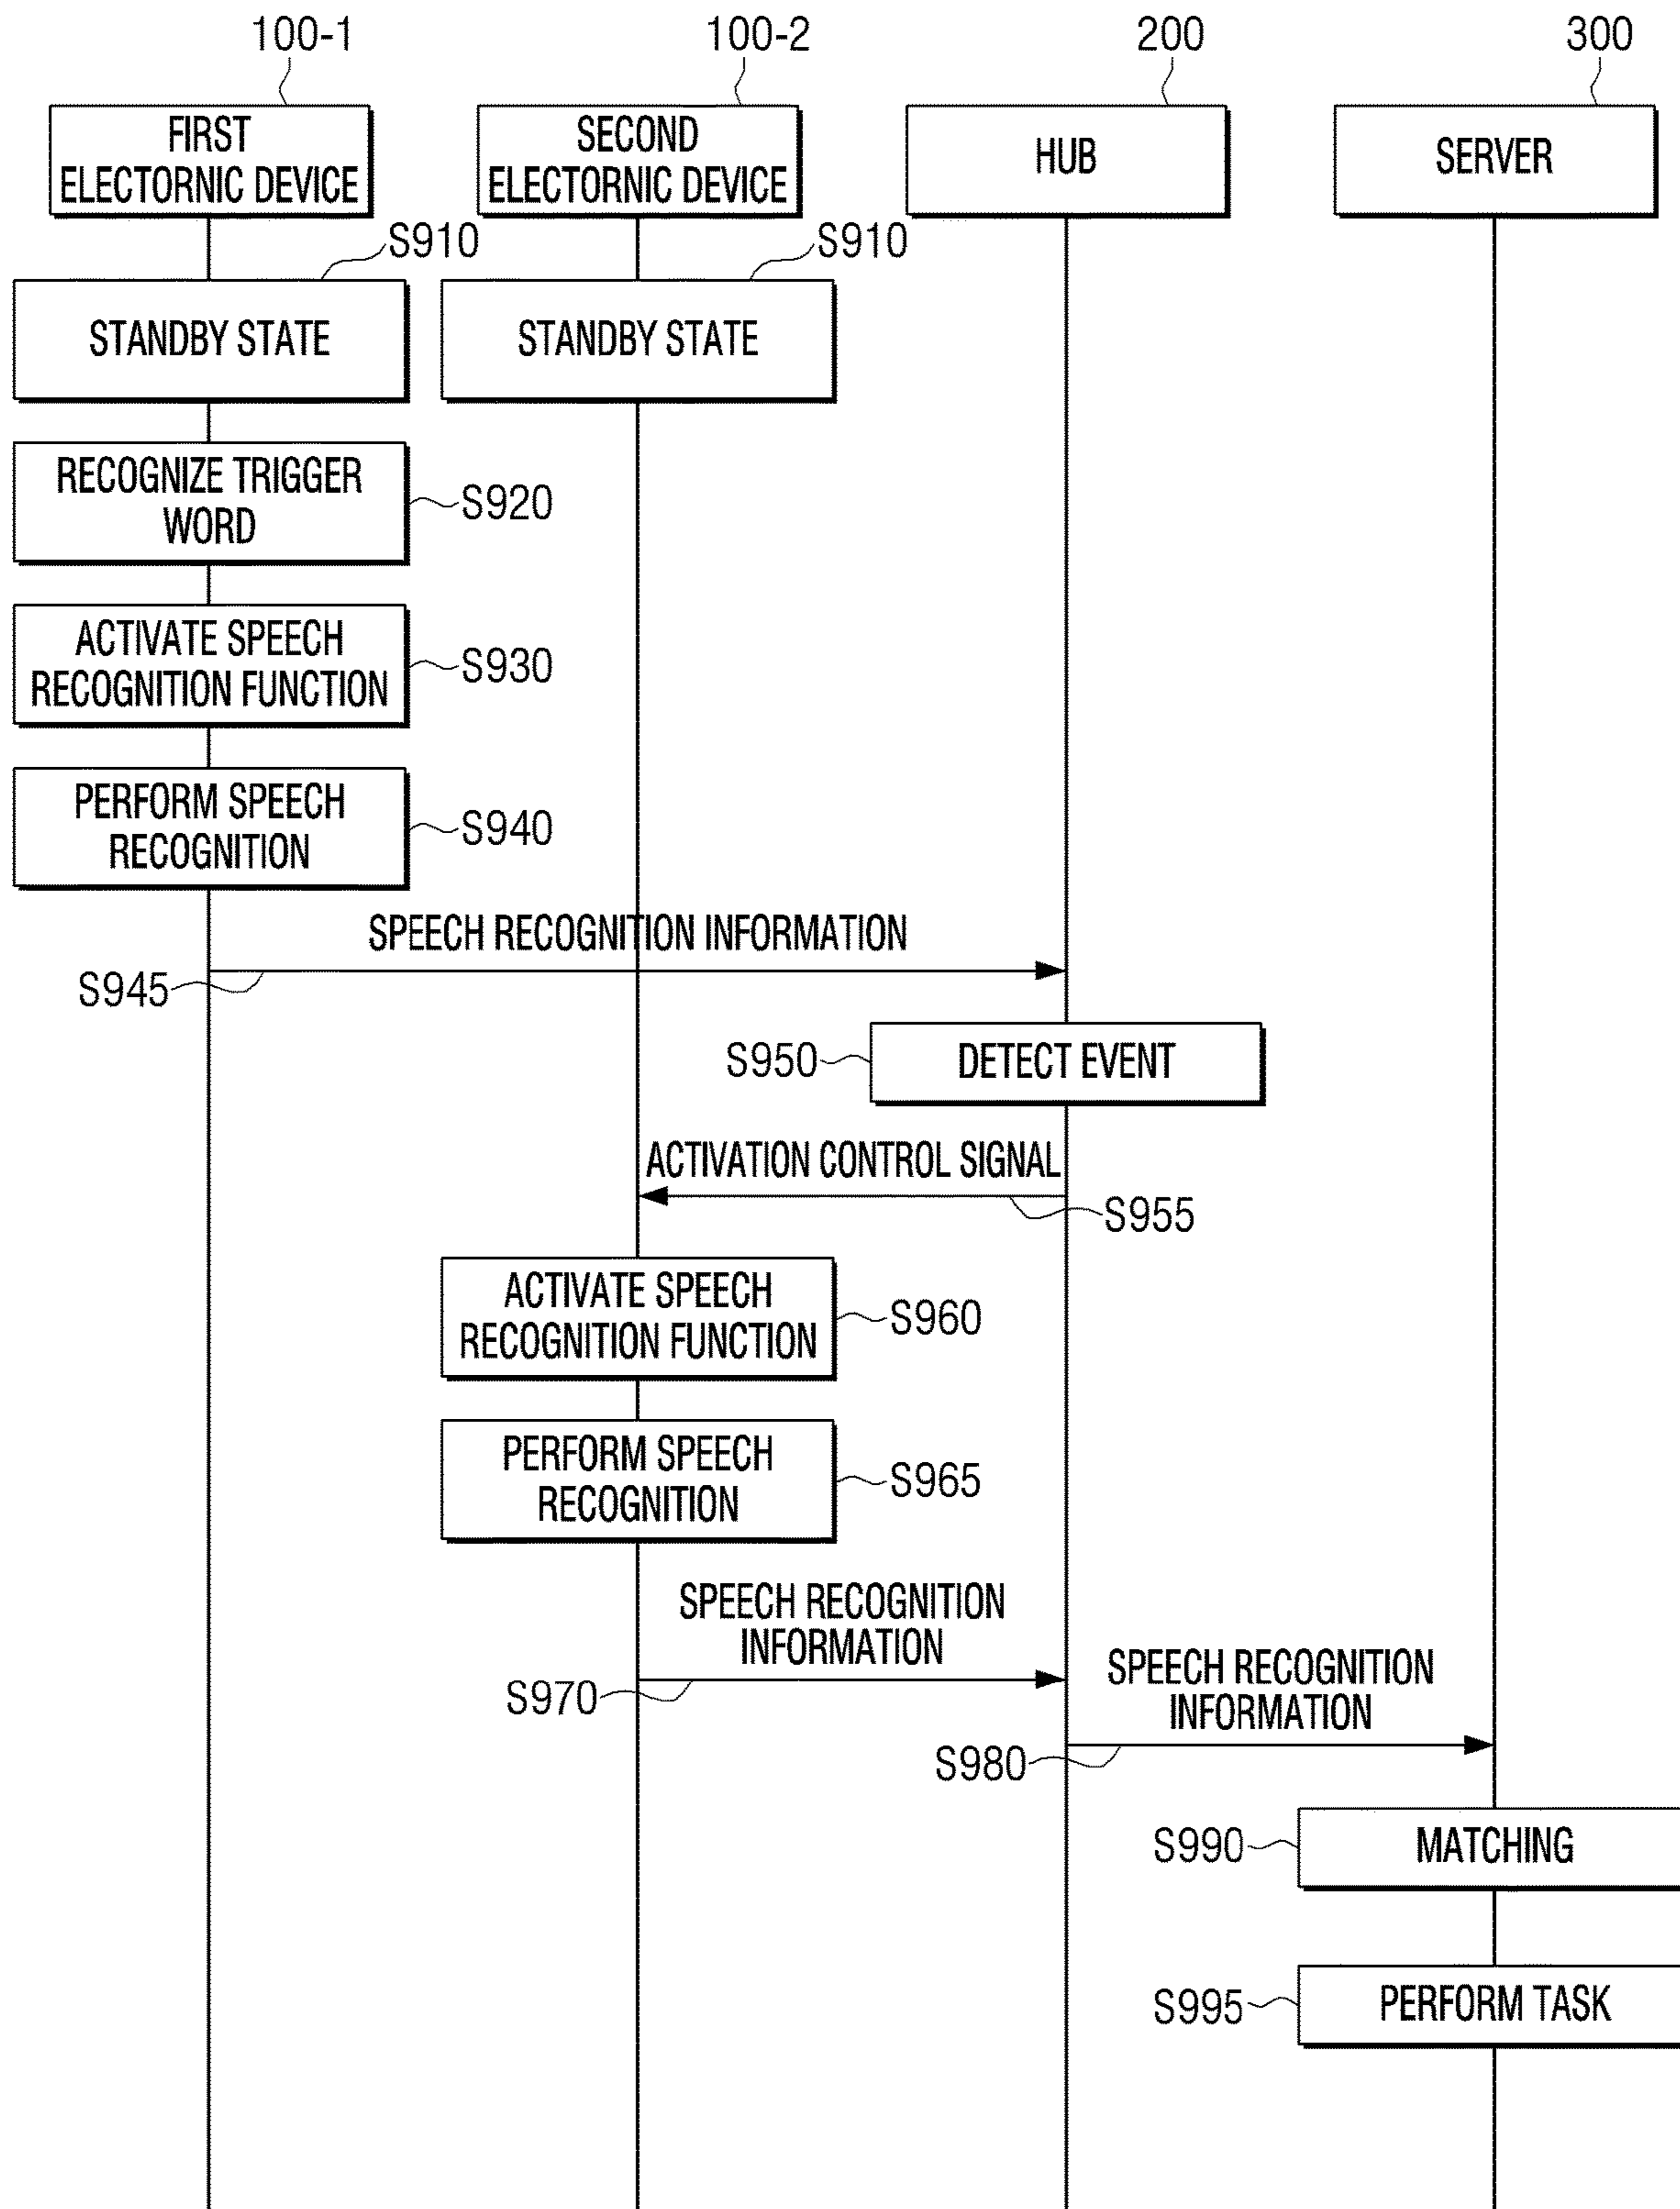 100-1
100-2
200
300
FIRST
ELECTORNIC DEVICE
SECOND
ELECTORNIC DEVICE
HUB
SERVER
S910
S910
STANDBY STATE
STANDBY STATE
RECOGNIZE TRIGGER
WORD
S920
ACTIVATE SPEECH
RECOGNITION FUNCTION
S930
PERFORM SPEECH
RECOGNITION
S940
SPEECH RECOGNITION INFORMATION
S945
S950
DETECT EVENT
ACTIVATION CONTROL SIGNAL
S955
ACTIVATE SPEECH
RECOGNITION FUNCTION
S960
PERFORM SPEECH
RECOGNITION
S965
SPEECH RECOGNITION
INFORMATION
S970
SPEECH RECOGNITION
INFORMATION
S980
S990
MATCHING
S995
PERFORM TASK